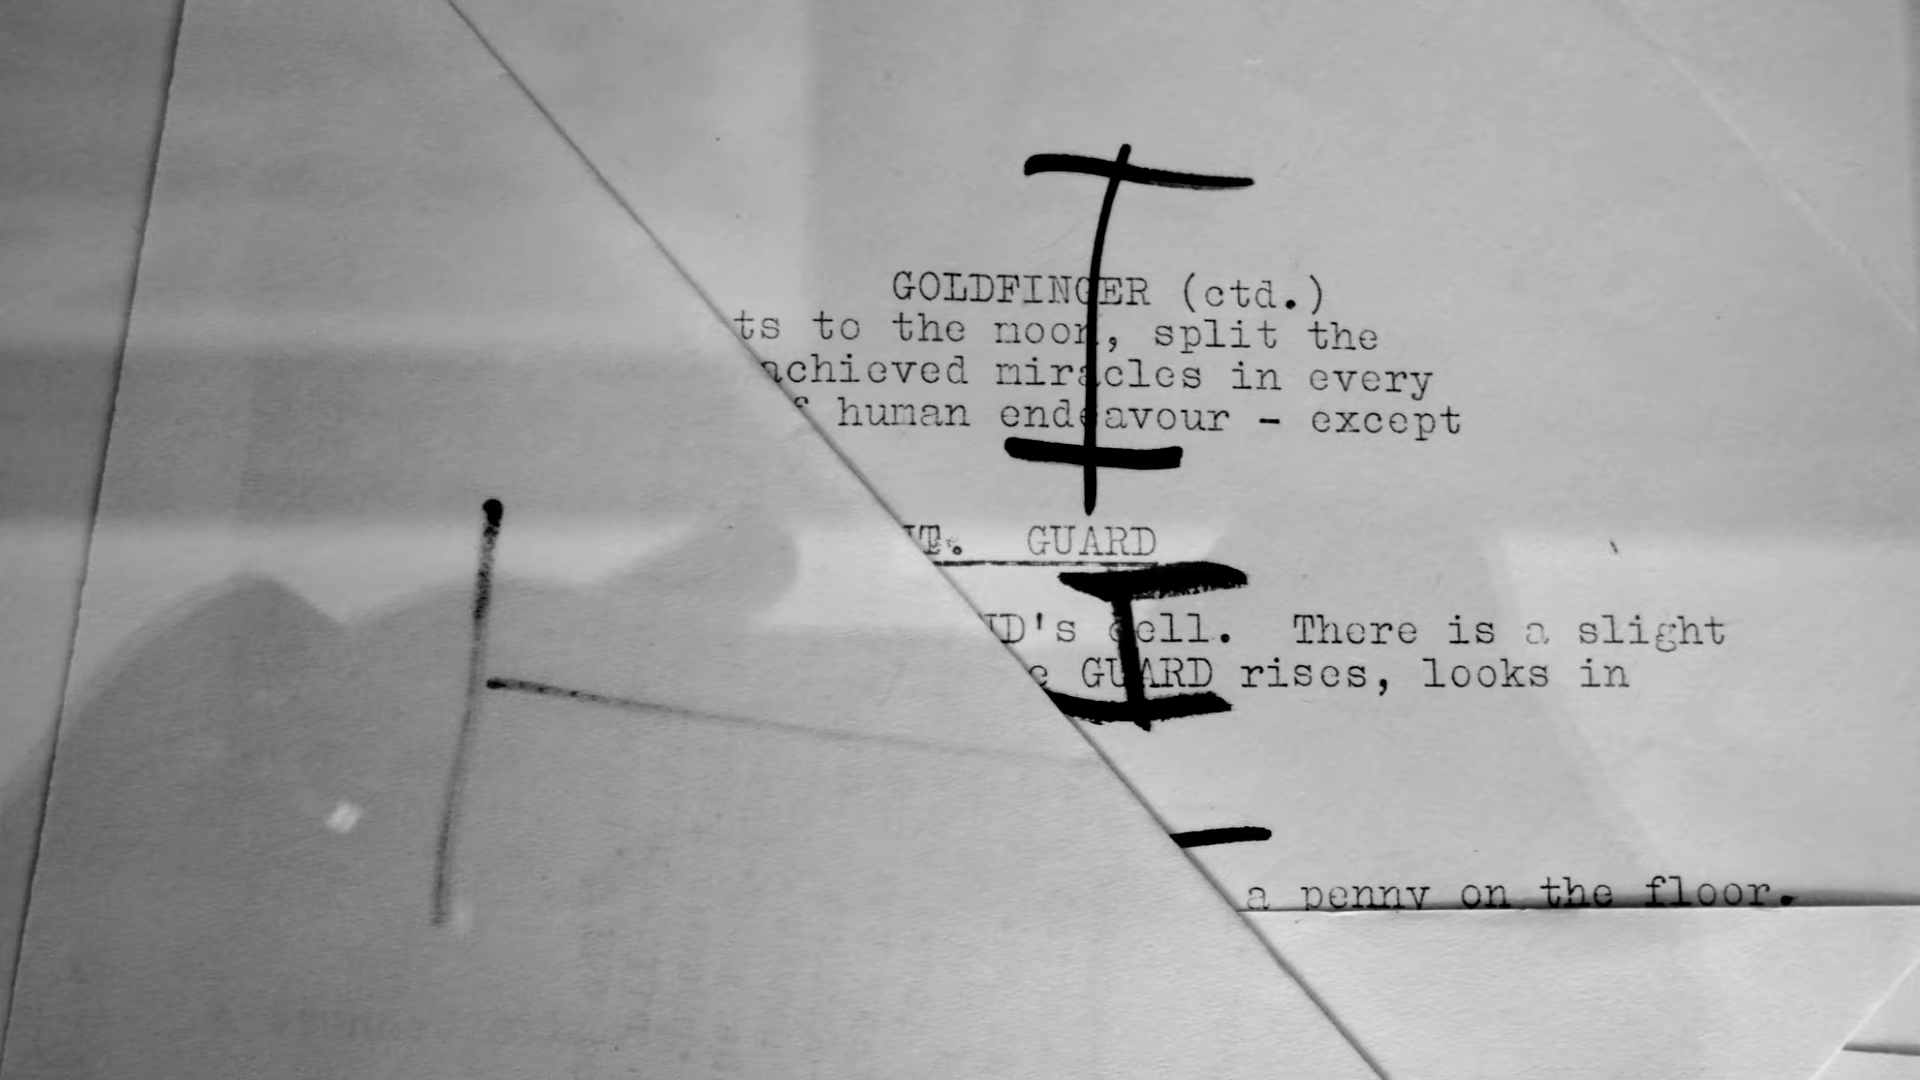 GOLDFINGER (ctd.)
ts to the moon, split the
achieved miracles in every
human endeavour - except
GUARD
D's cell. There is a slight
GUARD rises, looks in
a penny on the floor.